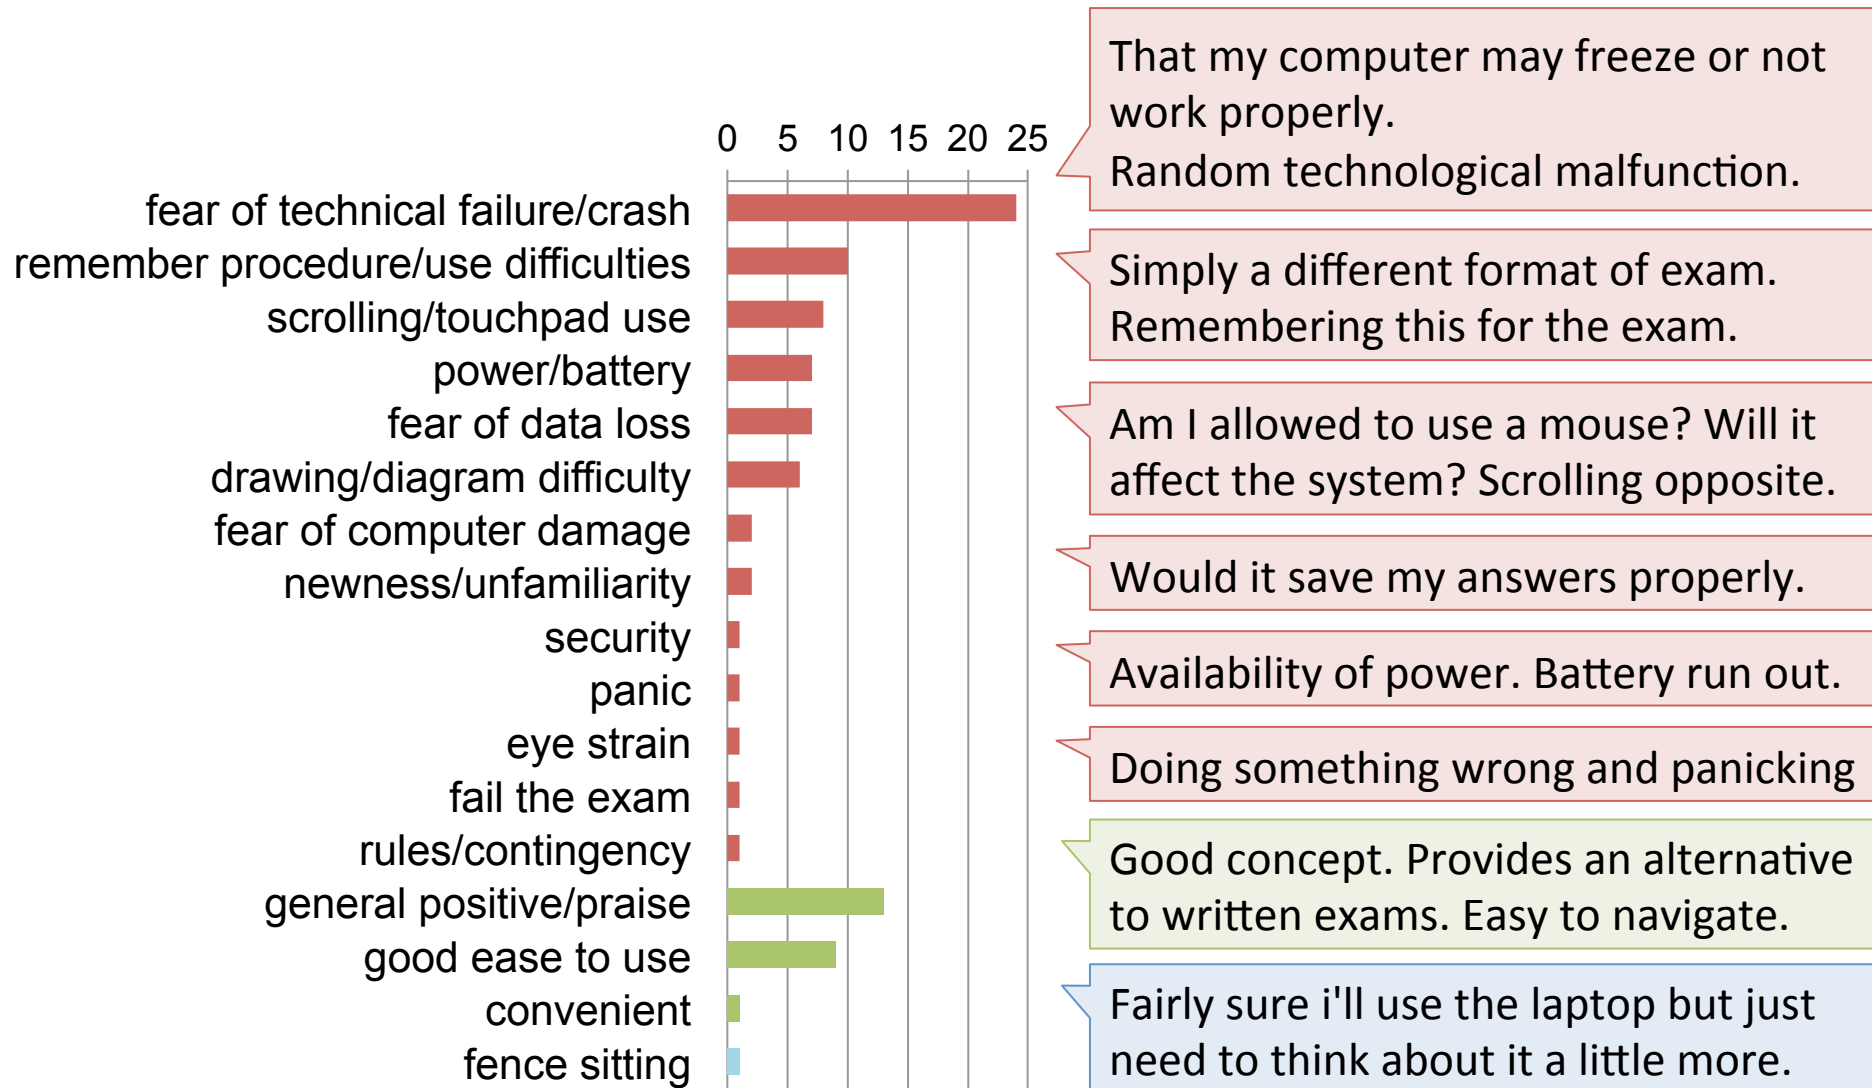 0 5 10 15 20 25
fear of technical failure/crash
remember procedure/use difficulties
scrolling/touchpad use
power/battery
fear of data loss
drawing/diagram difficulty
fear of computer damage
newness/unfamiliarity
security
panic
eye strain
fail the exam
rules/contingency
general positive/praise
good ease to use
convenient
fence sitting
That my computer may freeze or not
work properly.
Random technological malfunction.
Simply a different format of exam.
Remembering this for the exam.
Am I allowed to use a mouse? Will it
affect the system? Scrolling opposite.
Would it save my answers properly.
Availability of power. Battery run out.
Doing something wrong and panicking
Good concept. Provides an alternative
to written exams. Easy to navigate.
Fairly sure i'll use the laptop but just
need to think about it a little more.